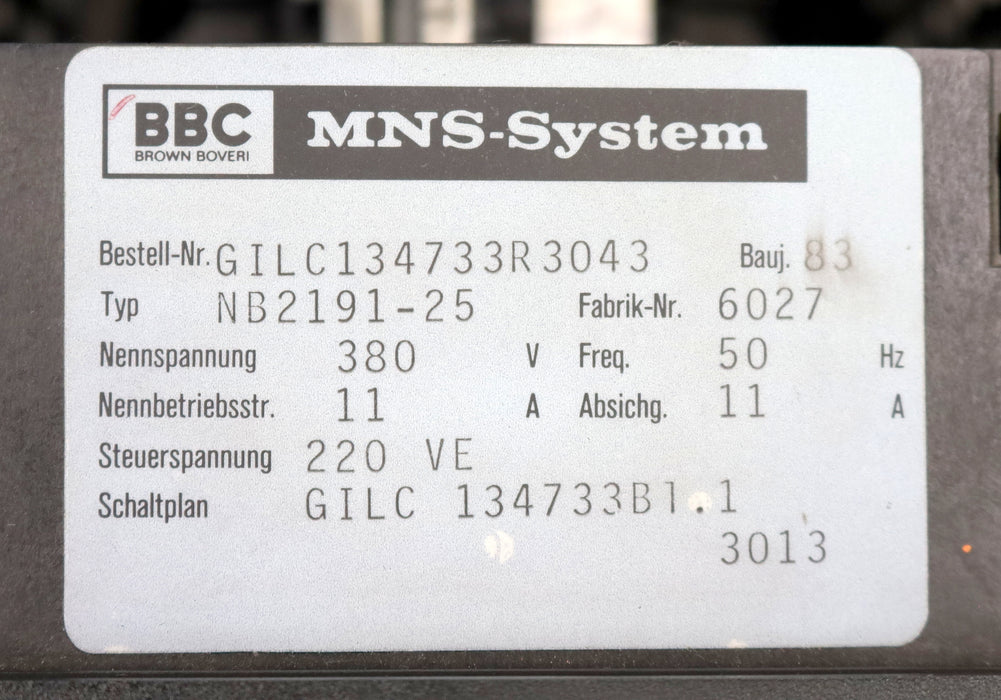 BBC MNS-System
BROWN BOVERI
Bestell-Nr. GILC134733R3043 Bauj. 83
Typ NB2191-25 Fabrik-Nr. 6027
Nennspannung 380 V Freq. 50 Hz
Nennbetriebsstr. 11 A Absichg. 11 A
Steuerspannung 220 VE
Schaltplan GILC 134733B1.1
3013